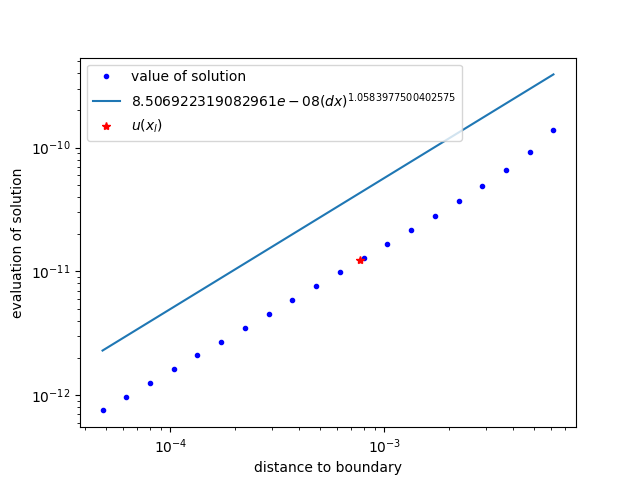 value of solution
8.506922319082961e − 08(dx)^1.0583977500402575
u(x_l)
10^−10
10^−11
10^−12
evaluation of solution
10^−4
10^−3
distance to boundary